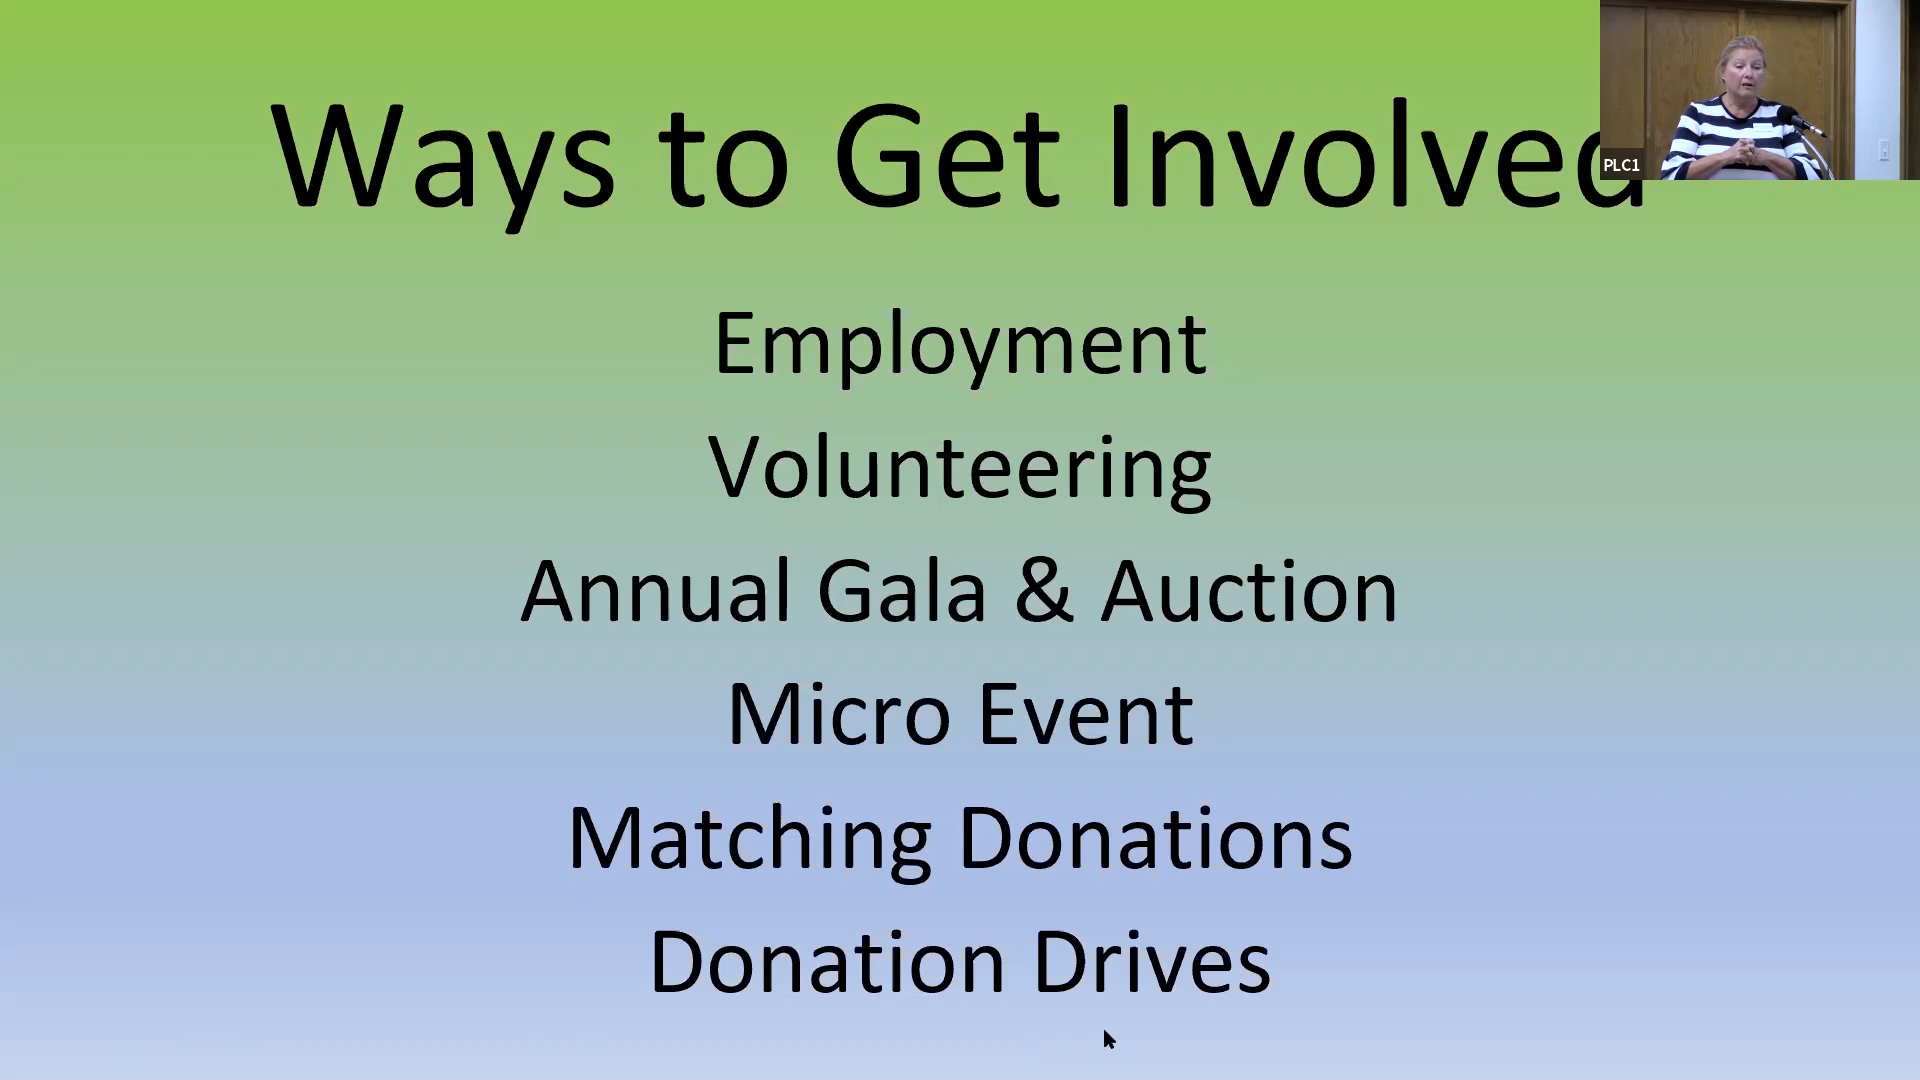 Ways to Get Involved
PLC1
Employment
Volunteering
Annual Gala & Auction
Micro Event
Matching Donations
Donation Drives